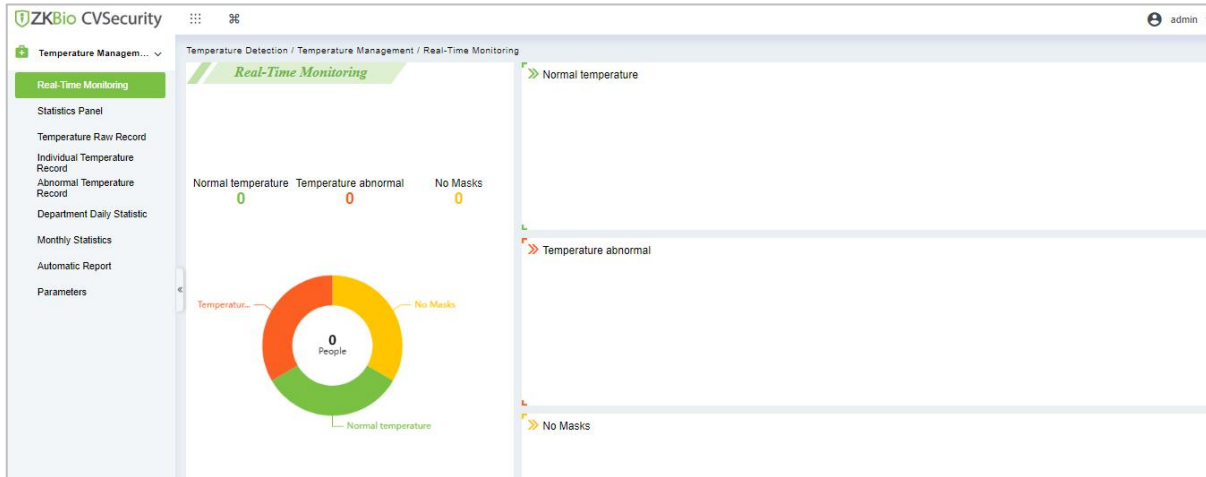 ZKBio CVSecurity
admin
Temperature Managem...
Temperature Detection / Temperature Management / Real-Time Monitoring
Real-Time Monitoring
Statistics Panel
Temperature Raw Record
Individual Temperature
Record
Abnormal Temperature
Record
Department Daily Statistic
Monthly Statistics
Automatic Report
Parameters
Real-Time Monitoring
Normal temperature Temperature abnormal No Masks
0 0 0
Temperatur...
No Masks
0
People
Normal temperature
Normal temperature
Temperature abnormal
No Masks